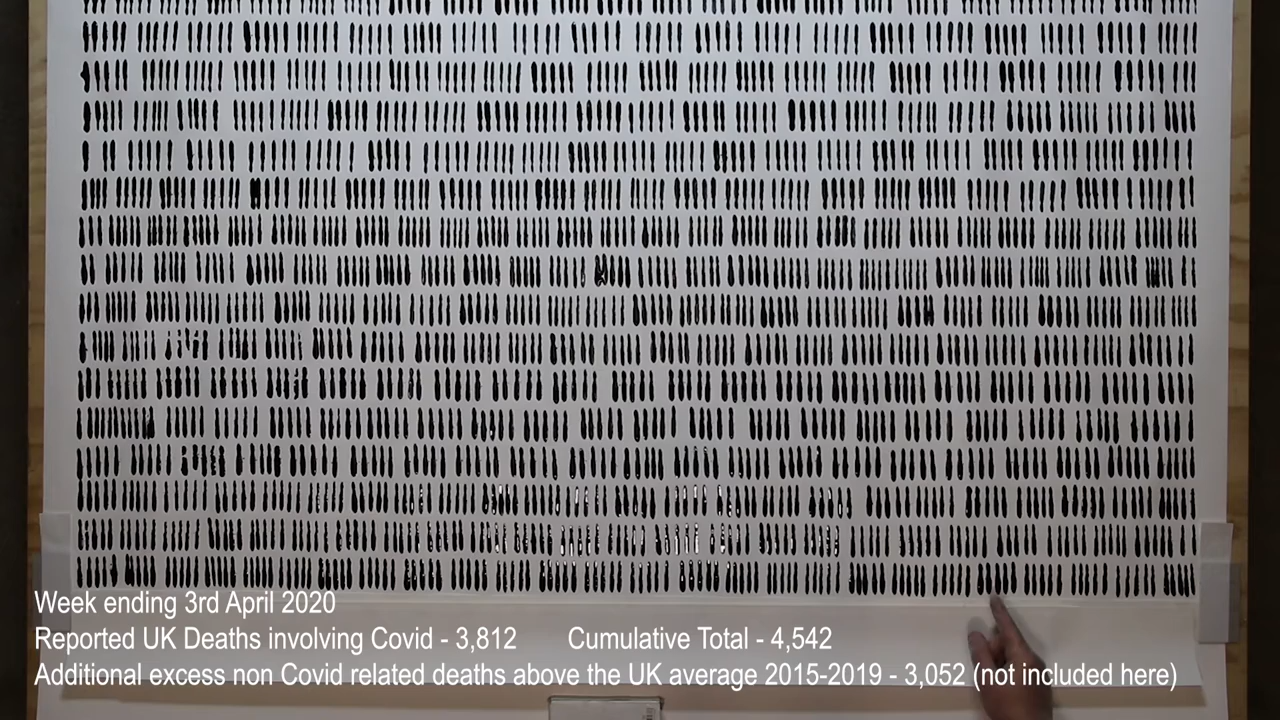 Week ending 3rd April 2020
Reported UK Deaths involving Covid - 3,812 Cumulative Total - 4,542
Additional excess non Covid related deaths above the UK average 2015-2019 - 3,052 (not included here)